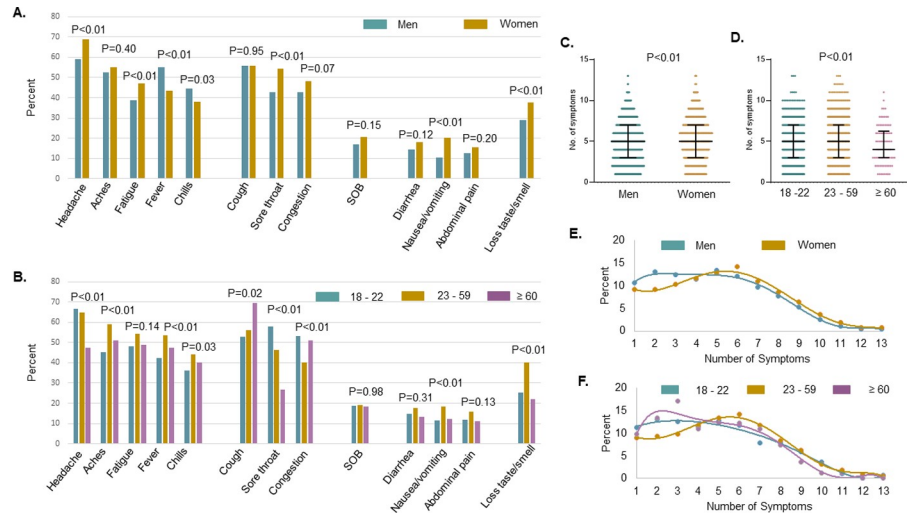 A.
Men
Women
80
70
60
50
40
30
20
10
0
Percent
P<0.01
P=0.40
P<0.01
P<0.01
P=0.03
P=0.95
P<0.01
P=0.07
P=0.15
P=0.12
P<0.01
P=0.20
P<0.01
Headache
Aches
Fatigue
Fever
Chills
Cough
Sore throat
Congestion
SOB
Diarrhea
Nausea/vomiting
Abdominal pain
Loss taste/smell
B.
18 - 22
23 - 59
≥ 60
80
70
60
50
40
30
20
10
0
Percent
P<0.01
P<0.01
P=0.14
P<0.01
P=0.03
P=0.02
P<0.01
P<0.01
P=0.98
P=0.31
P<0.01
P=0.13
P<0.01
Headache
Aches
Fatigue
Fever
Chills
Cough
Sore throat
Congestion
SOB
Diarrhea
Nausea/vomiting
Abdominal pain
Loss taste/smell
C.
P<0.01
No. of symptoms
15
10
5
0
Men
Women
D.
P<0.01
No. of symptoms
15
10
5
0
18 -22
23 - 59
≥ 60
E.
Men
Women
Percent
20
15
10
5
0
1 2 3 4 5 6 7 8 9 10 11 12 13
Number of Symptoms
F.
18 - 22
23 - 59
≥ 60
Percent
20
15
10
5
0
1 2 3 4 5 6 7 8 9 10 11 12 13
Number of Symptoms